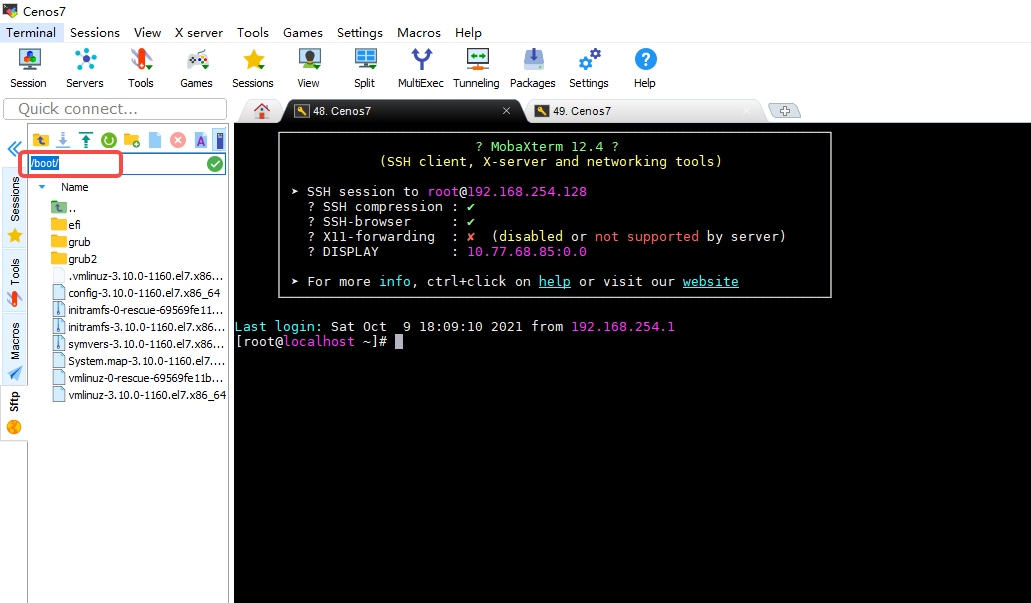 Cenos7
Terminal Sessions View X server Tools Games Settings Macros Help
Session Servers Tools Games Sessions View Split MultiExec Tunneling Packages Settings Help
Quick connect...
48. Cenos7
49. Cenos7
/boot/
Name
..
efi
grub
grub2
.vmlinuz-3.10.0-1160.el7.x86...
config-3.10.0-1160.el7.x86_64
initramfs-0-rescue-69569fe11...
initramfs-3.10.0-1160.el7.x86...
symvers-3.10.0-1160.el7.x86...
System.map-3.10.0-1160.el7....
vmlinuz-0-rescue-69569fe11b...
vmlinuz-3.10.0-1160.el7.x86_64
Sessions
Tools
Macros
Sftp
? MobaXterm 12.4 ?
(SSH client, X-server and networking tools)
➤ SSH session to root@192.168.254.128
? SSH compression : ✔
? SSH-browser : ✔
? X11-forwarding : ✘ (disabled or not supported by server)
? DISPLAY : 10.77.68.85:0.0
➤ For more info, ctrl+click on help or visit our website
Last login: Sat Oct 9 18:09:10 2021 from 192.168.254.1
[root@localhost ~]#